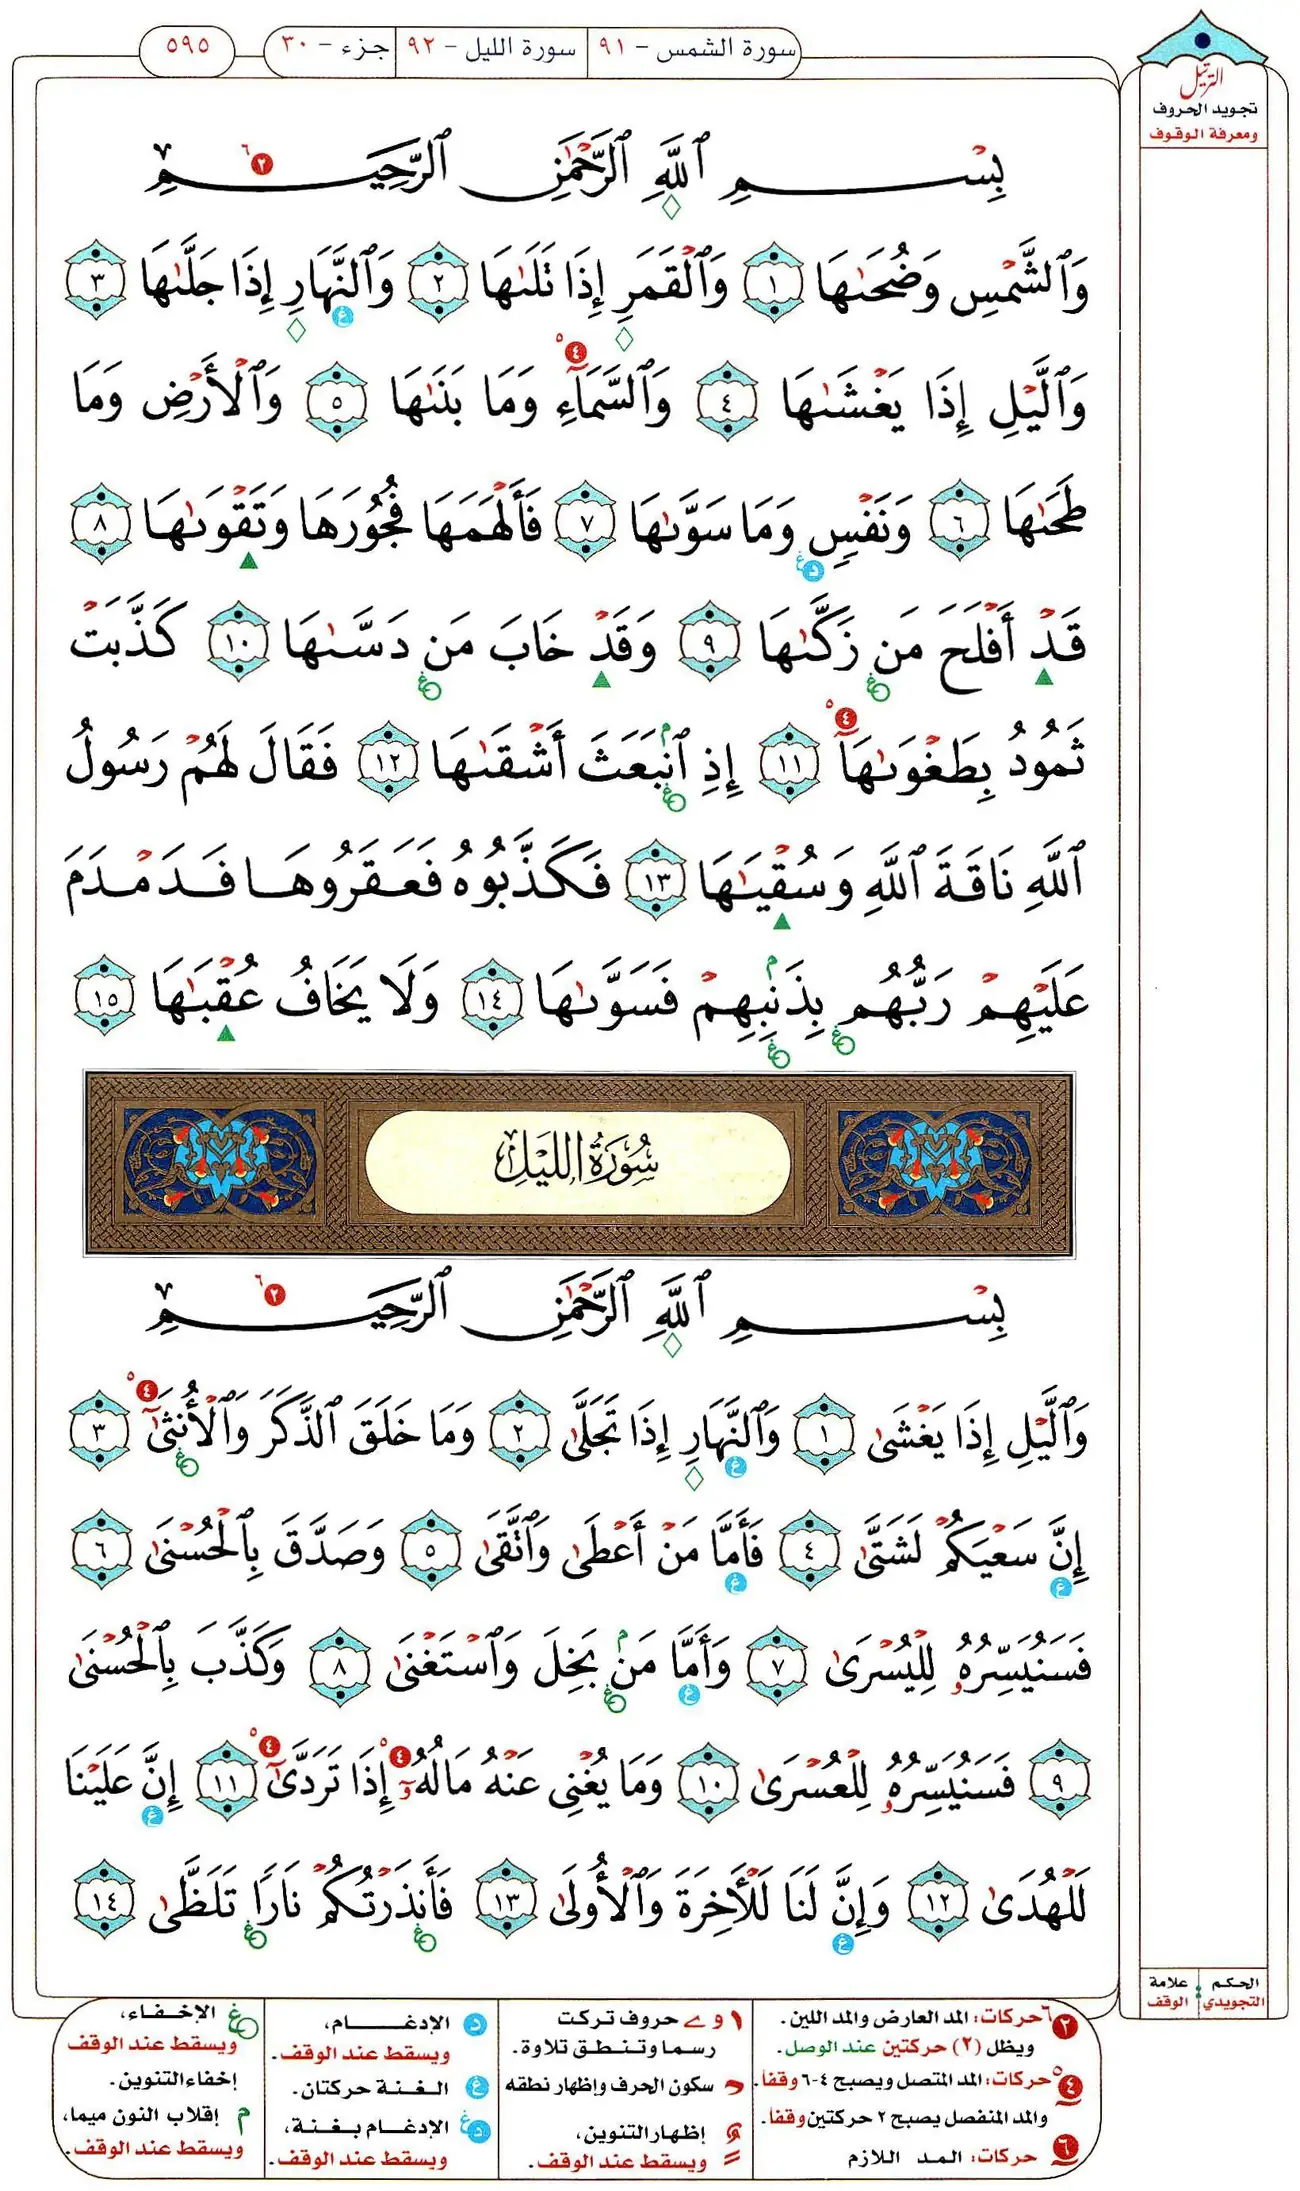 سورة الشمس - ٩١ سورة الليل - ٩٢ جزء - ٣٠ ٥٩٥
الترتيل
تجويد الحروف
ومعرفة الوقوف
بِسْمِ ٱللَّهِ ٱلرَّحْمَٰنِ ٱلرَّحِيمِ
وَٱلشَّمْسِ وَضُحَىٰهَا ١ وَٱلْقَمَرِ إِذَا تَلَىٰهَا ٢ وَٱلنَّهَارِ إِذَا جَلَّىٰهَا ٣
وَٱلَّيْلِ إِذَا يَغْشَىٰهَا ٤ وَٱلسَّمَآءِ وَمَا بَنَىٰهَا ٥ وَٱلْأَرْضِ وَمَا
طَحَىٰهَا ٦ وَنَفْسٍ وَمَا سَوَّىٰهَا ٧ فَأَلْهَمَهَا فُجُورَهَا وَتَقْوَىٰهَا ٨
قَدْ أَفْلَحَ مَن زَكَّىٰهَا ٩ وَقَدْ خَابَ مَن دَسَّىٰهَا ١٠ كَذَّبَتْ
ثَمُودُ بِطَغْوَىٰهَآ ١١ إِذِ ٱنۢبَعَثَ أَشْقَىٰهَا ١٢ فَقَالَ لَهُمْ رَسُولُ
ٱللَّهِ نَاقَةَ ٱللَّهِ وَسُقْيَٰهَا ١٣ فَكَذَّبُوهُ فَعَقَرُوهَا فَدَمْدَمَ
عَلَيْهِمْ رَبُّهُم بِذَنۢبِهِمْ فَسَوَّىٰهَا ١٤ وَلَا يَخَافُ عُقْبَٰهَا ١٥
سُورَةُ اللَّيْلِ
بِسْمِ ٱللَّهِ ٱلرَّحْمَٰنِ ٱلرَّحِيمِ
وَٱلَّيْلِ إِذَا يَغْشَىٰ ١ وَٱلنَّهَارِ إِذَا تَجَلَّىٰ ٢ وَمَا خَلَقَ ٱلذَّكَرَ وَٱلْأُنثَىٰٓ ٣
إِنَّ سَعْيَكُمْ لَشَتَّىٰ ٤ فَأَمَّا مَنْ أَعْطَىٰ وَٱتَّقَىٰ ٥ وَصَدَّقَ بِٱلْحُسْنَىٰ ٦
فَسَنُيَسِّرُهُۥ لِلْيُسْرَىٰ ٧ وَأَمَّا مَنۢ بَخِلَ وَٱسْتَغْنَىٰ ٨ وَكَذَّبَ بِٱلْحُسْنَىٰ
٩ فَسَنُيَسِّرُهُۥ لِلْعُسْرَىٰ ١٠ وَمَا يُغْنِى عَنْهُ مَالُهُۥٓ إِذَا تَرَدَّىٰٓ ١١ إِنَّ عَلَيْنَا
لَلْهُدَىٰ ١٢ وَإِنَّ لَنَا لَلْأَخِرَةَ وَٱلْأُولَىٰ ١٣ فَأَنذَرْتُكُمْ نَارًا تَلَظَّىٰ ١٤
الحكم التجويدي
علامة الوقف
٢ ٦ حركات: المد العارض والمد اللين.
ويظل (٢) حركتين عند الوصل.
٤ ٥ حركات: المد المتصل ويصبح ٤-٦ وقفاً.
والمد المنفصل يصبح ٢ حركتين وقفاً.
٦ حركات: المد اللازم
ا و ے حروف تركت
رسما وتنطق تلاوة.
سكون الحرف وإظهار نطقه
إظهار التنوين،
ويسقط عند الوقف.
د الإدغام،
ويسقط عند الوقف.
غ الغنة حركتان.
دغ الإدغام بغنة،
ويسقط عند الوقف.
غ الإخفاء،
ويسقط عند الوقف
إخفاء التنوين.
م إقلاب النون ميما،
ويسقط عند الوقف.